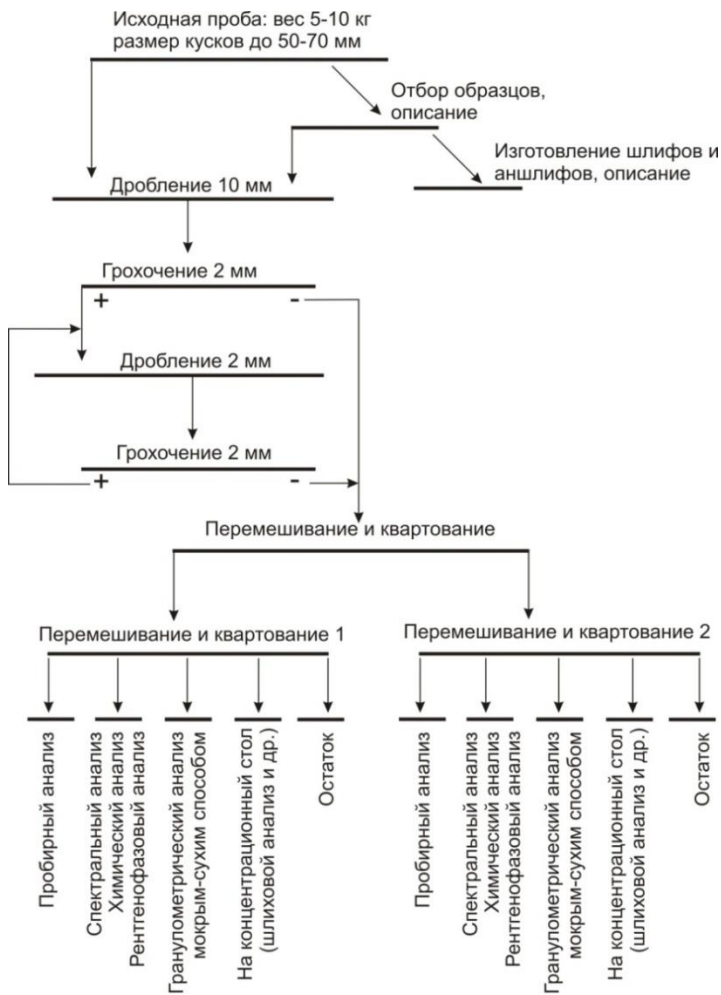 Исходная проба: вес 5-10 кг
размер кусков до 50-70 мм
Отбор образцов,
описание
Изготовление шлифов и
аншлифов, описание
Дробление 10 мм
Грохочение 2 мм
+ -
Дробление 2 мм
Грохочение 2 мм
+ -
Перемешивание и квартование
Перемешивание и квартование 1
Перемешивание и квартование 2
Пробирный анализ
Спектральный анализ
Химический анализ
Рентгенофазовый анализ
Гранулометрический анализ
мокрым-сухим способом
На концентрационный стол
(шлиховой анализ и др.)
Остаток
Пробирный анализ
Спектральный анализ
Химический анализ
Рентгенофазовый анализ
Гранулометрический анализ
мокрым-сухим способом
На концентрационный стол
(шлиховой анализ и др.)
Остаток